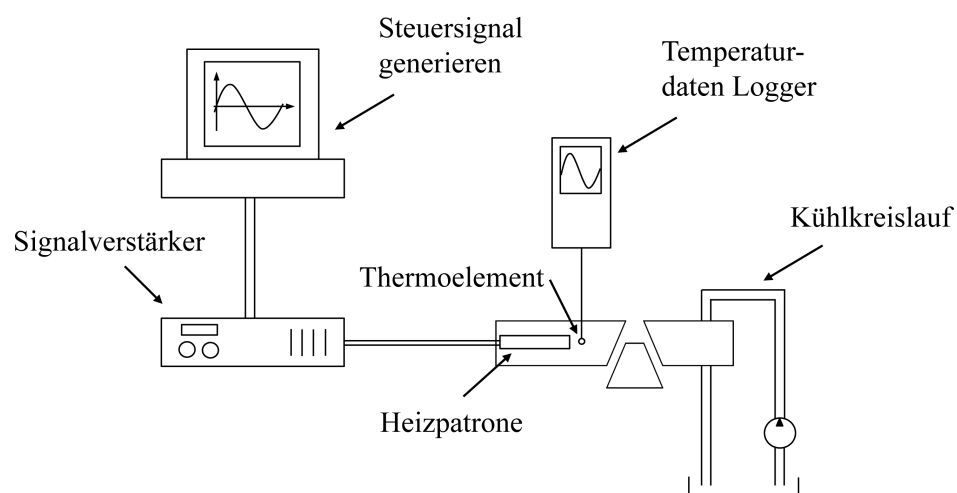 Steuersignal
generieren
Temperatur-
daten Logger
Kühlkreislauf
Signalverstärker
Thermoelement
Heizpatrone